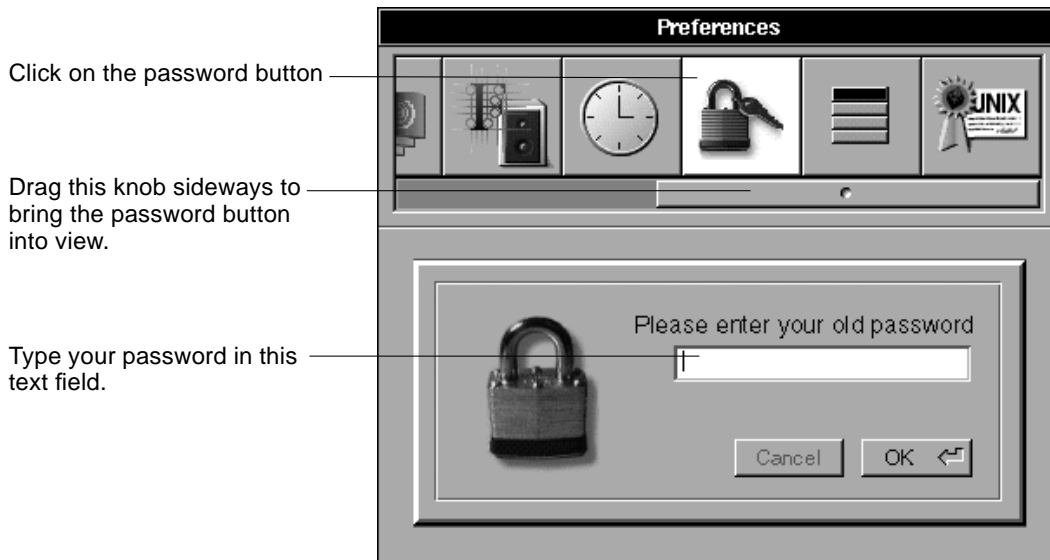 Preferences
Click on the password button
UNIX
Drag this knob sideways to
bring the password button
into view.
Please enter your old password
Type your password in this
text field.
Cancel
OK